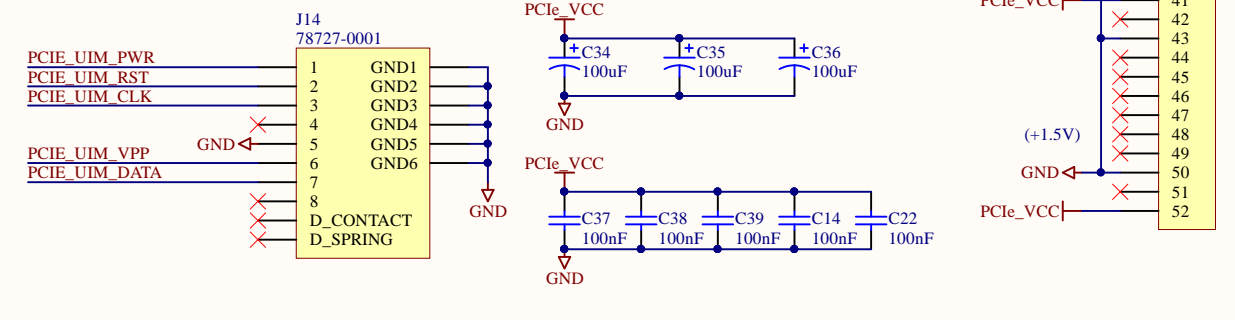 J14
78727-0001
PCIE_UIM_PWR
PCIE_UIM_RST
PCIE_UIM_CLK
GND
PCIE_UIM_VPP
PCIE_UIM_DATA
1 GND1
2 GND2
3 GND3
4 GND4
5 GND5
6 GND6
7
8
D_CONTACT
D_SPRING
GND
PCIe_VCC
C34
100uF
C35
100uF
C36
100uF
GND
PCIe_VCC
C37
100nF
C38
100nF
C39
100nF
C14
100nF
C22
100nF
GND
PCIe_VCC
41
42
43
44
45
46
47
(+1.5V) 48
49
GND 50
51
PCIe_VCC 52